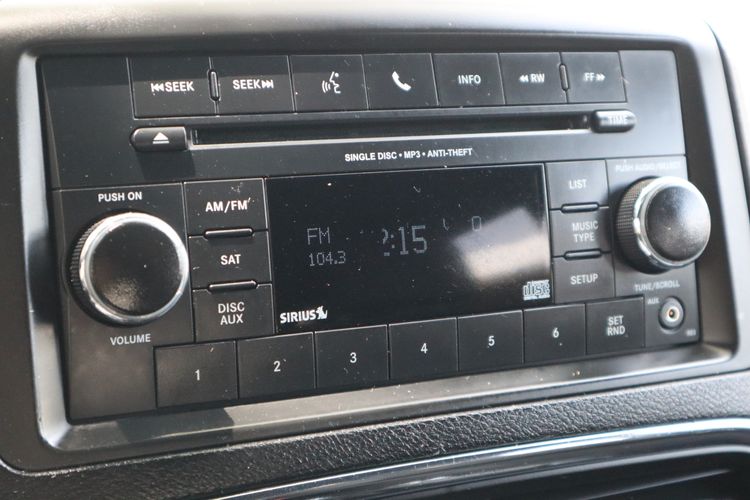 SEEK
SEEK
INFO
RW
FF
TIME
SINGLE DISC • MP3 • ANTI-THEFT
PUSH ON
VOLUME
AM/FM
SAT
DISC
AUX
FM
104.3
:15
SIRIUS
disc
LIST
MUSIC
TYPE
SETUP
PUSH AUDIO/SELECT
TUNE/SCROLL
AUX
1
2
3
4
5
6
SET
RND